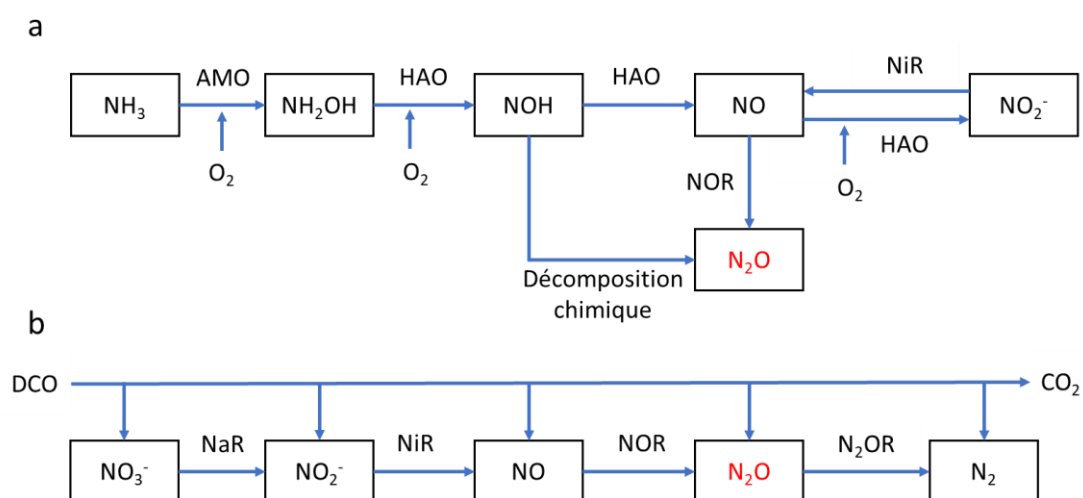 a
AMO HAO HAO NiR
NH₃ NH₂OH NOH NO NO₂⁻
O₂ O₂ HAO
O₂
NOR
N₂O
Décomposition
chimique
b
DCO CO₂
NaR NiR NOR N₂OR
NO₃⁻ NO₂⁻ NO N₂O N₂